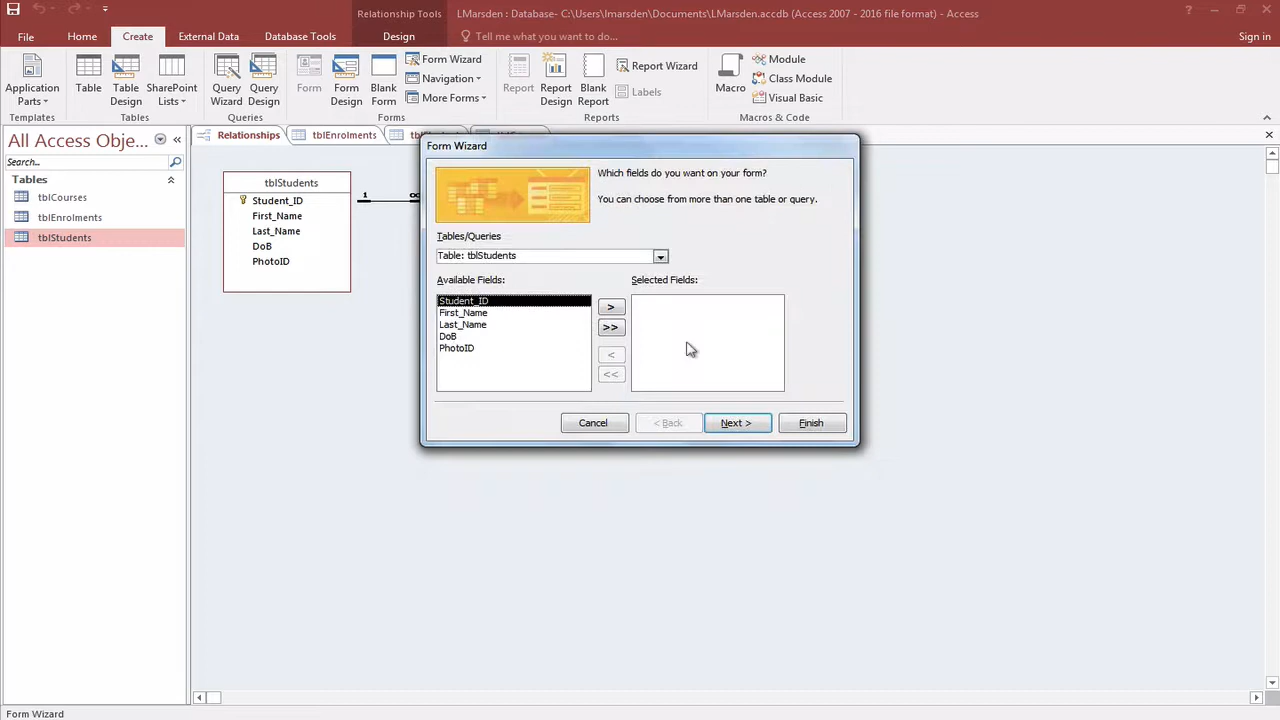 Relationship Tools
LMarsden : Database- C:\Users\lmarsden\Documents\LMarsden.accdb (Access 2007 - 2016 file format) - Access
File Home Create External Data Database Tools Design Tell me what you want to do... Sign in
Application Parts
Table
Table Design
SharePoint Lists
Query Wizard
Query Design
Form
Form Design
Blank Form
Form Wizard
Navigation
More Forms
Report
Report Design
Blank Report
Report Wizard
Labels
Macro
Module
Class Module
Visual Basic
Templates Tables Queries Forms Reports Macros & Code
All Access Obje...
Search...
Tables
tblCourses
tblEnrolments
tblStudents
Relationships
tblEnrolments
tblStudents
Student_ID
First_Name
Last_Name
DoB
PhotoID
1 ∞
Form Wizard
Which fields do you want on your form?
You can choose from more than one table or query.
Tables/Queries
Table: tblStudents
Available Fields:
Student_ID
First_Name
Last_Name
DoB
PhotoID
>
>>
<
<<
Selected Fields:
Cancel < Back Next > Finish
Form Wizard